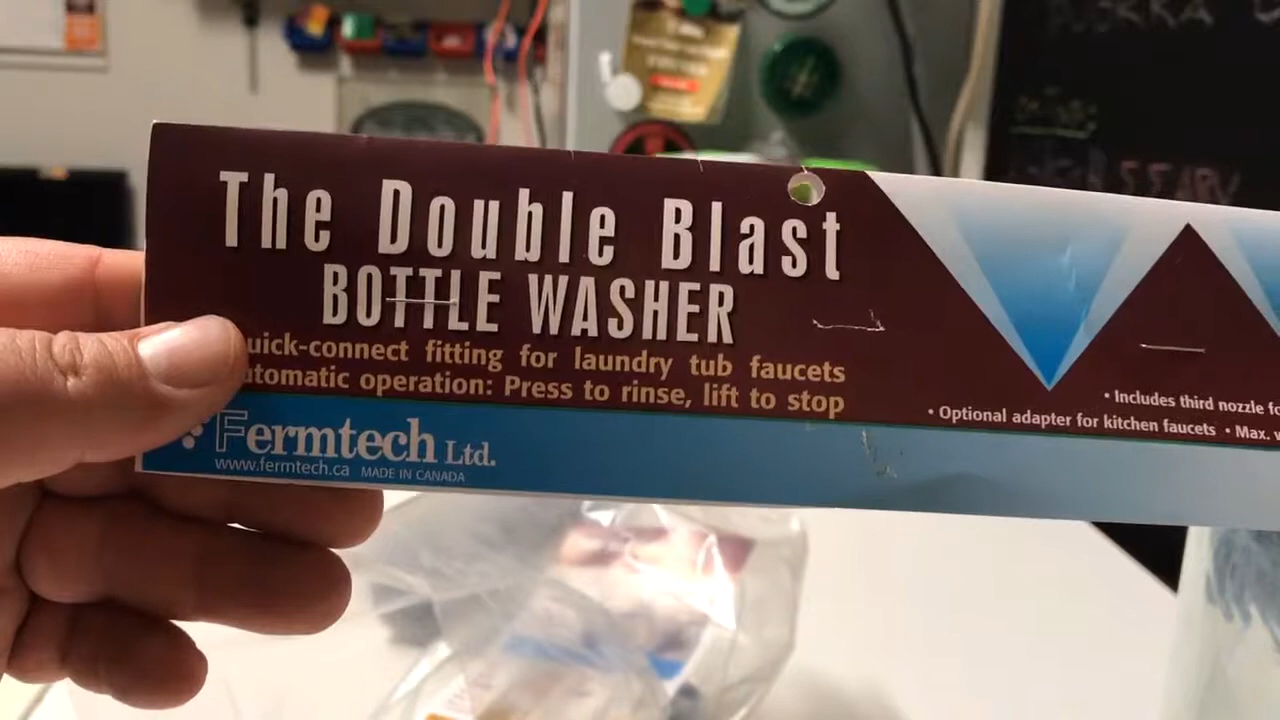 The Double Blast
BOTTLE WASHER
uick-connect fitting for laundry tub faucets
utomatic operation: Press to rinse, lift to stop
• Includes third nozzle fo
• Optional adapter for kitchen faucets • Max. w
Fermtech Ltd.
www.fermtech.ca MADE IN CANADA